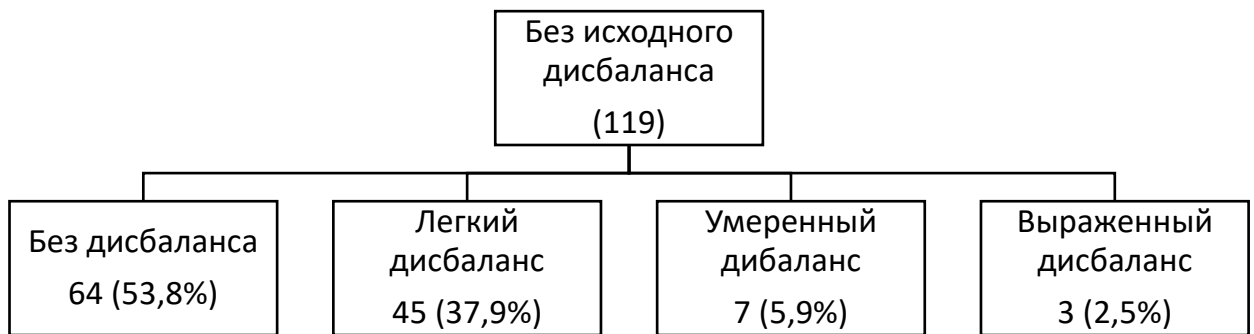 Без исходного
дисбаланса
(119)
Без дисбаланса
64 (53,8%)
Легкий
дисбаланс
45 (37,9%)
Умеренный
дибаланс
7 (5,9%)
Выраженный
дисбаланс
3 (2,5%)